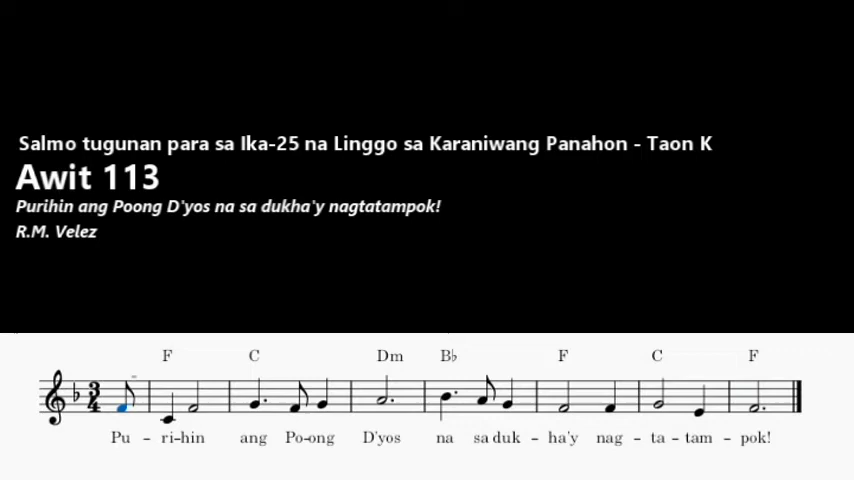 Salmo tugunan para sa Ika-25 na Linggo sa Karaniwang Panahon - Taon K
Awit 113
Purihin ang Poong D'yos na sa dukha'y nagtatampok!
R.M. Velez
F C Dm B♭ F C F
3
4
Pu - ri-hin ang Po-ong D'yos na sa duk - ha'y nag - ta - tam - pok!